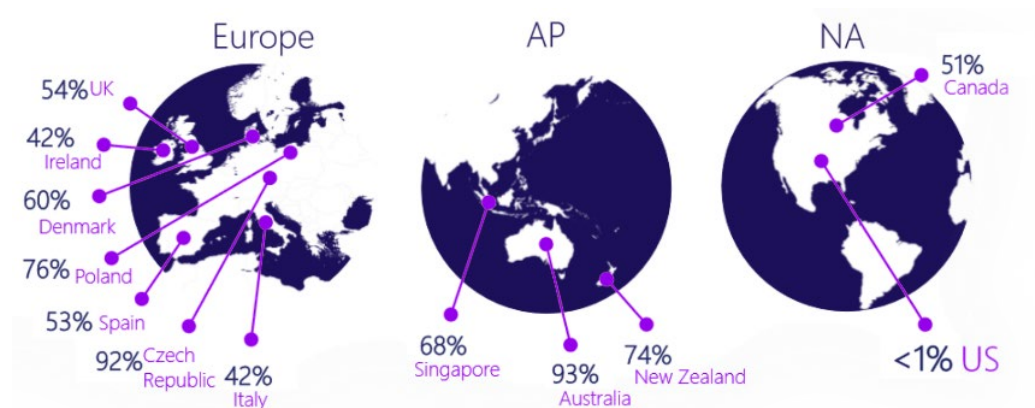 Europe
54% UK
42%
Ireland
60%
Denmark
76% Poland
53% Spain
92% Czech
Republic
42%
Italy
AP
68%
Singapore
93%
Australia
74%
New Zealand
NA
51%
Canada
<1% US